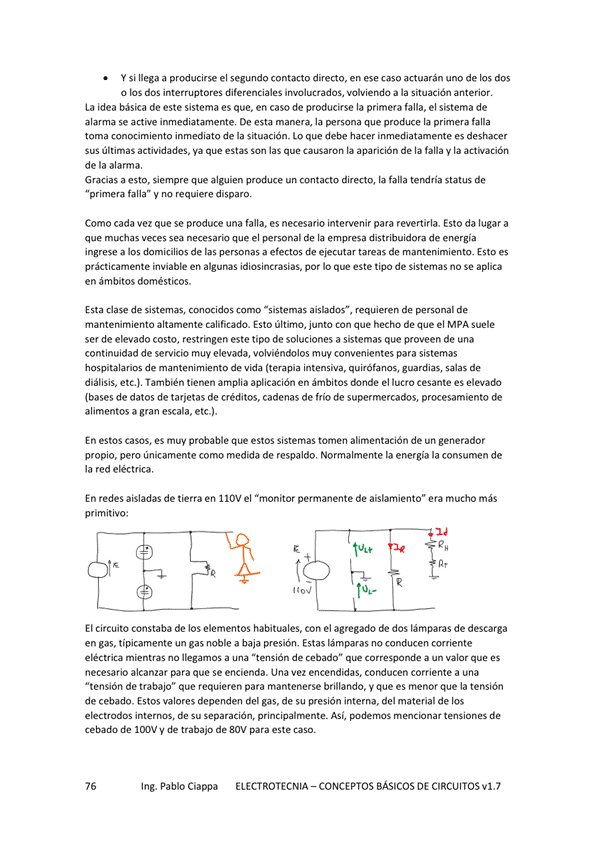 • Y si llega a producirse el segundo contacto directo, en ese caso actuarán uno de los dos
o los dos interruptores diferenciales involucrados, volviendo a la situación anterior.
La idea básica de este sistema es que, en caso de producirse la primera falla, el sistema de
alarma se active inmediatamente. De esta manera, la persona que produce la primera falla
toma conocimiento inmediato de la situación. Lo que debe hacer inmediatamente es deshacer
sus últimas actividades, ya que estas son las que causaron la aparición de la falla y la activación
de la alarma.
Gracias a esto, siempre que alguien produce un contacto directo, la falla tendría status de
“primera falla” y no requiere disparo.
Como cada vez que se produce una falla, es necesario intervenir para revertirla. Esto da lugar a
que muchas veces sea necesario que el personal de la empresa distribuidora de energía
ingrese a los domicilios de las personas a efectos de ejecutar tareas de mantenimiento. Esto es
prácticamente inviable en algunas idiosincrasias, por lo que este tipo de sistemas no se aplica
en ámbitos domésticos.
Esta clase de sistemas, conocidos como “sistemas aislados”, requieren de personal de
mantenimiento altamente calificado. Esto último, junto con que hecho de que el MPA suele
ser de elevado costo, restringen este tipo de soluciones a sistemas que proveen de una
continuidad de servicio muy elevada, volviéndolos muy convenientes para sistemas
hospitalarios de mantenimiento de vida (terapia intensiva, quirófanos, guardias, salas de
diálisis, etc.). También tienen amplia aplicación en ámbitos donde el lucro cesante es elevado
(bases de datos de tarjetas de créditos, cadenas de frío de supermercados, procesamiento de
alimentos a gran escala, etc.).
En estos casos, es muy probable que estos sistemas tomen alimentación de un generador
propio, pero únicamente como medida de respaldo. Normalmente la energía la consumen de
la red eléctrica.
En redes aisladas de tierra en 110V el “monitor permanente de aislamiento” era mucho más
primitivo:
E
R
E
+
110V
-
UL+
UL-
IR
R
Id
RH
RT
El circuito constaba de los elementos habituales, con el agregado de dos lámparas de descarga
en gas, típicamente un gas noble a baja presión. Estas lámparas no conducen corriente
eléctrica mientras no llegamos a una “tensión de cebado” que corresponde a un valor que es
necesario alcanzar para que se encienda. Una vez encendidas, conducen corriente a una
“tensión de trabajo” que requieren para mantenerse brillando, y que es menor que la tensión
de cebado. Estos valores dependen del gas, de su presión interna, del material de los
electrodos internos, de su separación, principalmente. Así, podemos mencionar tensiones de
cebado de 100V y de trabajo de 80V para este caso.
76 Ing. Pablo Ciappa ELECTROTECNIA – CONCEPTOS BÁSICOS DE CIRCUITOS v1.7